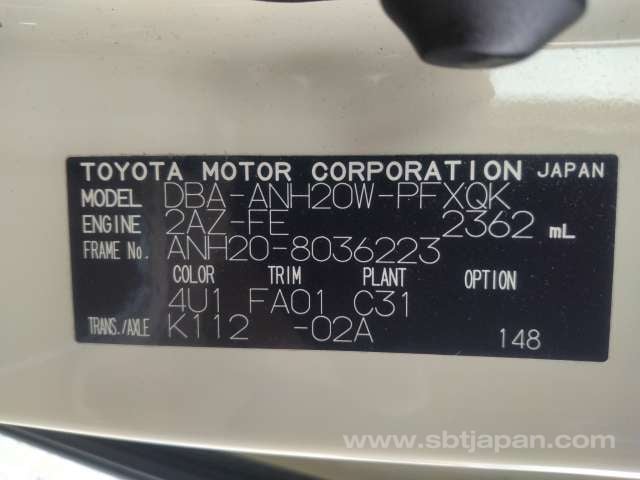 TOYOTA MOTOR CORPORATION JAPAN
MODEL DBA-ANH20W-PFXQK
ENGINE 2AZ-FE 2362 mL
FRAME No. ANH20-8036223
COLOR TRIM PLANT OPTION
4U1 FA01 C31
TRANS./AXLE K112 -02A 148
www.sbtjapan.com/